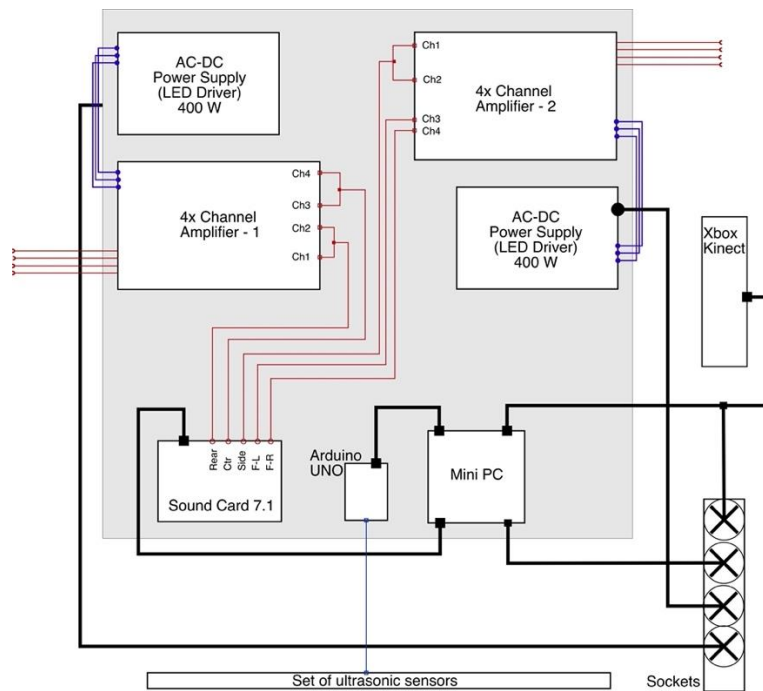 AC-DC
Power Supply
(LED Driver)
400 W
Ch1
Ch2
Ch3
Ch4
4x Channel
Amplifier - 2
4x Channel
Amplifier - 1
Ch4
Ch3
Ch2
Ch1
AC-DC
Power Supply
(LED Driver)
400 W
Xbox
Kinect
Rear
Ctr
Side
F-L
F-R
Sound Card 7.1
Arduino
UNO
Mini PC
Set of ultrasonic sensors
Sockets